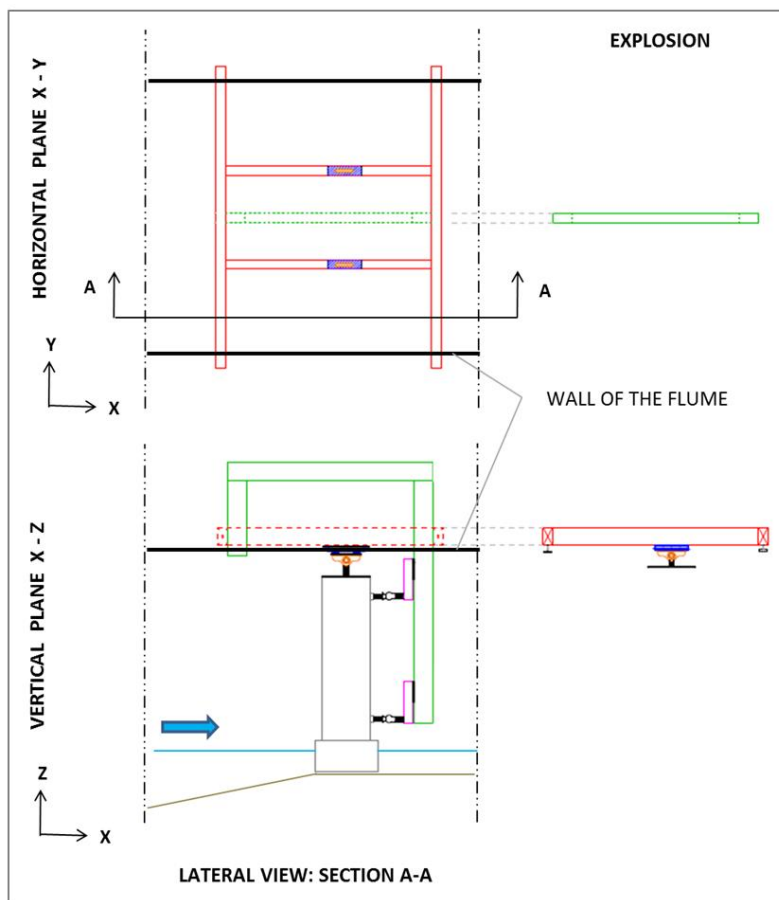 EXPLOSION
HORIZONTAL PLANE X - Y
A
A
Y
X
WALL OF THE FLUME
VERTICAL PLANE X - Z
Z
X
LATERAL VIEW: SECTION A-A